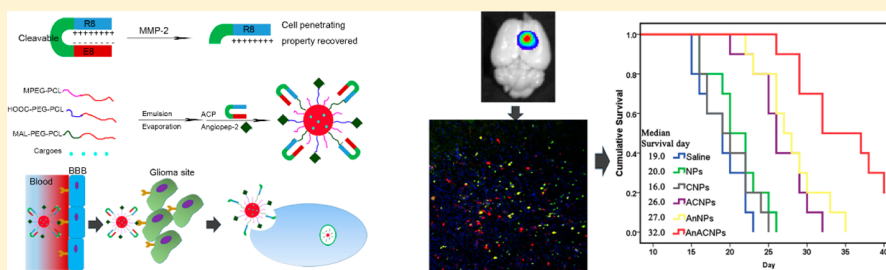 R8
+++++++
Cleavable
-------
E8
MMP-2
R8
+++++++
Cell penetrating
property recovered
MPEG-PCL
HOOC-PEG-PCL
MAL-PEG-PCL
Cargoes
Emulsion
Evaporation
ACP
Angiopep-2
Blood
BBB
Glioma site
Cumulative Survival
1.0
0.8
0.6
0.4
0.2
0.0
Median
Survival day
19.0 Saline
20.0 NPs
16.0 CNPs
26.0 ACNPs
27.0 AnNPs
32.0 AnACNPs
10 15 20 25 30 35 40
Day